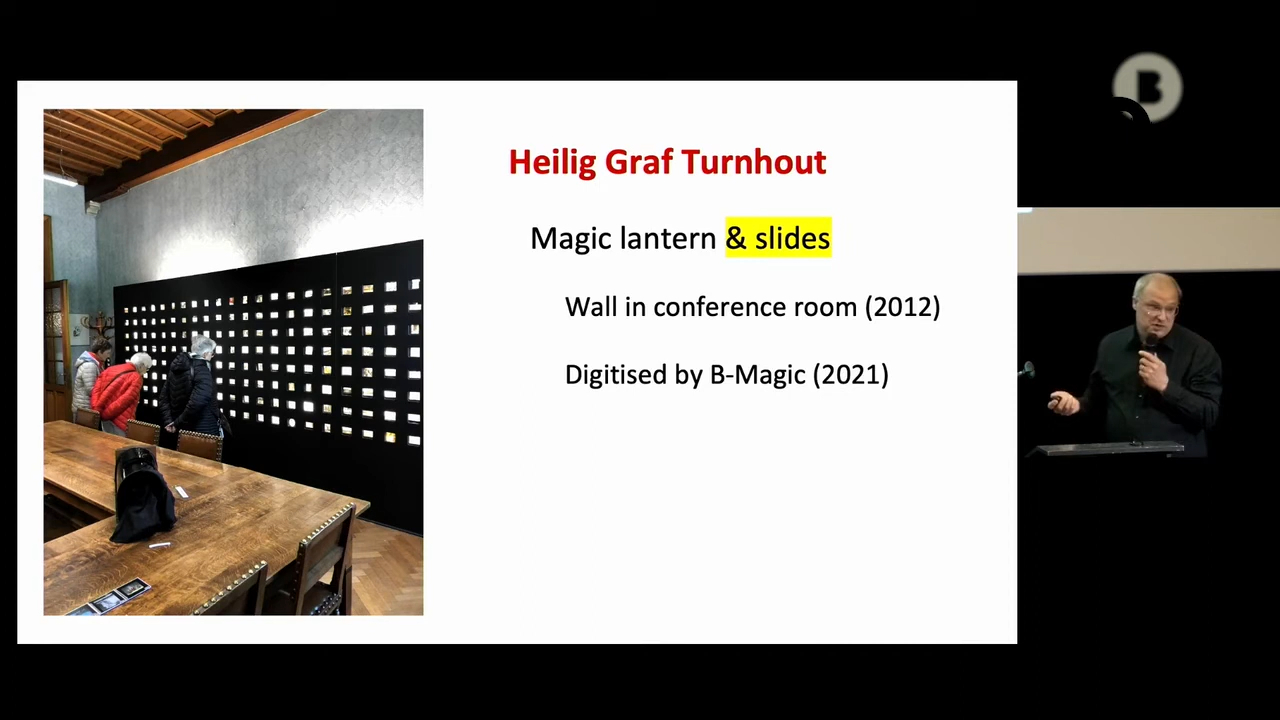 B
Heilig Graf Turnhout
Magic lantern & slides
Wall in conference room (2012)
Digitised by B-Magic (2021)